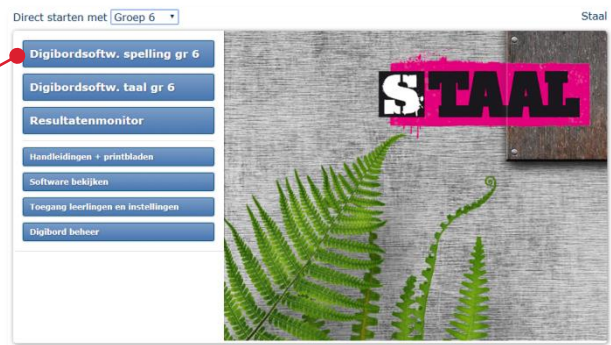 Direct starten met Groep 6
Staal
Digibordsoftw. spelling gr 6
Digibordsoftw. taal gr 6
Resultatenmonitor
Handleidingen + printbladen
Software bekijken
Toegang leerlingen en instellingen
Digibord beheer
STAAL